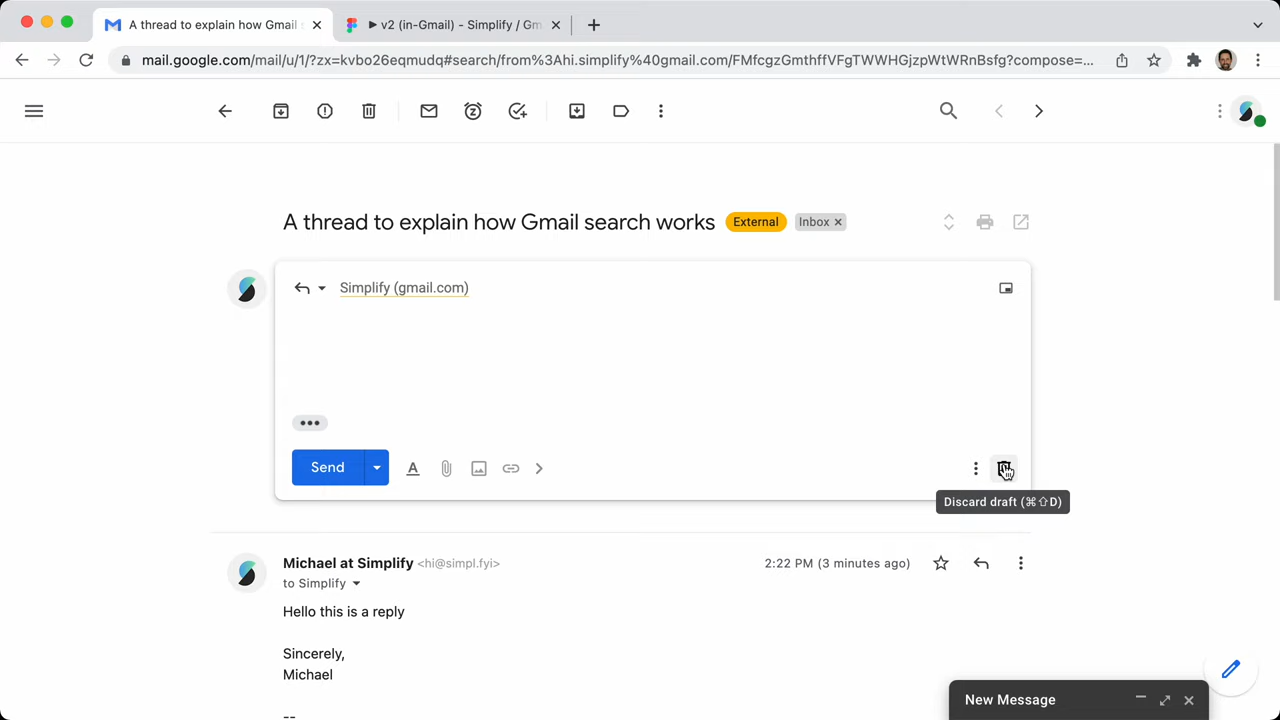 A thread to explain how Gmail
v2 (in-Gmail) - Simplify / Gm
mail.google.com/mail/u/1/?zx=kvbo26eqmudq#search/from%3Ahi.simplify%40gmail.com/FMfcgzGmthffVFgTWWHGjzpWtWRnBsfg?compose=...
A thread to explain how Gmail search works
External
Inbox
Simplify (gmail.com)
Send
Discard draft (⌘⇧D)
Michael at Simplify <hi@simpl.fyi>
2:22 PM (3 minutes ago)
to Simplify
Hello this is a reply
Sincerely,
Michael
--
New Message